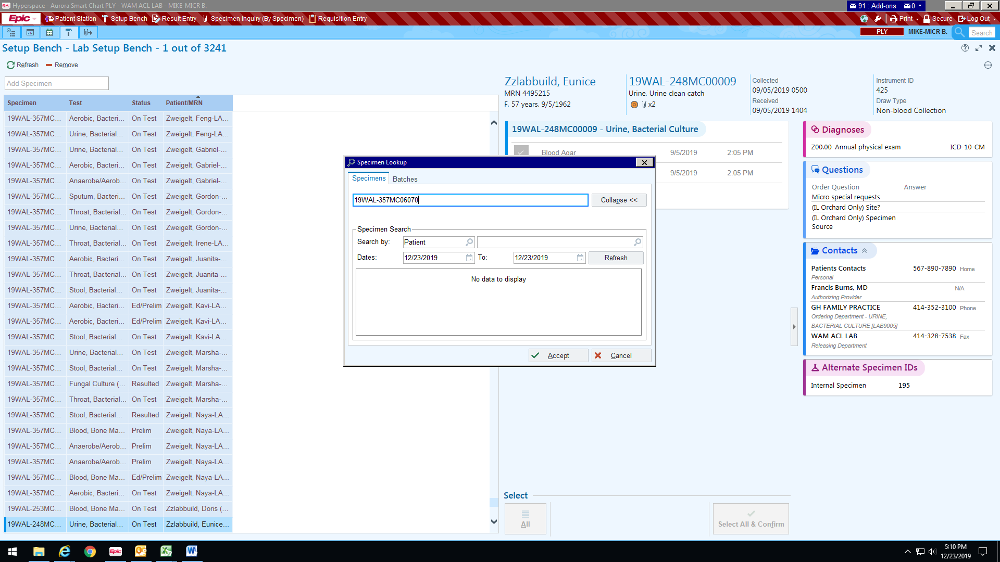 Epic Hyperspace - Aurora Smart Chart PLY - WAM ACL LAB - MIKE-MICR B.
91 : Add-ons 0
Epic Patient Station Setup Bench Result Entry Specimen Inquiry (By Specimen) Requisition Entry
Print Secure Log Out
PLY MIKE-MICR B. Search
Setup Bench - Lab Setup Bench - 1 out of 3241
Refresh Remove
Add Specimen
Specimen Test Status Patient/MRN
19WAL-357MC... Aerobic, Bacteri... On Test Zweigelt, Feng-LA...
19WAL-357MC... Urine, Bacterial... On Test Zweigelt, Feng-LA...
19WAL-357MC... Urine, Bacterial... On Test Zweigelt, Gabriel-...
19WAL-357MC... Aerobic, Bacteri... On Test Zweigelt, Gabriel-...
19WAL-357MC... Anaerobe/Aerob... On Test Zweigelt, Gabriel-...
19WAL-357MC... Sputum, Bacteri... On Test Zweigelt, Gordon-...
19WAL-357MC... Throat, Bacterial... On Test Zweigelt, Gordon-...
19WAL-357MC... Urine, Bacterial... On Test Zweigelt, Gordon-...
19WAL-357MC... Throat, Bacterial... On Test Zweigelt, Irene-LA...
19WAL-357MC... Aerobic, Bacteri... On Test Zweigelt, Juanita-...
19WAL-357MC... Throat, Bacterial... On Test Zweigelt, Juanita-...
19WAL-357MC... Stool, Bacterial... On Test Zweigelt, Juanita-...
19WAL-357MC... Aerobic, Bacteri... Ed/Prelim Zweigelt, Kavi-LA...
19WAL-357MC... Aerobic, Bacteri... Ed/Prelim Zweigelt, Kavi-LA...
19WAL-357MC... Stool, Bacterial... On Test Zweigelt, Kavi-LA...
19WAL-357MC... Urine, Bacterial... On Test Zweigelt, Marsha-...
19WAL-357MC... Stool, Bacterial... On Test Zweigelt, Marsha-...
19WAL-357MC... Fungal Culture (... Resulted Zweigelt, Marsha-...
19WAL-357MC... Throat, Bacterial... On Test Zweigelt, Marsha-...
19WAL-357MC... Stool, Bacterial... Resulted Zweigelt, Naya-LA...
19WAL-357MC... Blood, Bone Ma... Prelim Zweigelt, Naya-LA...
19WAL-357MC... Anaerobe/Aerob... Prelim Zweigelt, Naya-LA...
19WAL-357MC... Anaerobe/Aerob... Prelim Zweigelt, Naya-LA...
19WAL-357MC... Blood, Bone Ma... Ed/Prelim Zweigelt, Naya-LA...
19WAL-357MC... Aerobic, Bacteri... On Test Zweigelt, Naya-LA...
19WAL-253MC... Blood, Bone Ma... On Test Zzlabbuild, Doris (...
19WAL-248MC... Urine, Bacterial... On Test Zzlabbuild, Eunice...
Zzlabbuild, Eunice
MRN 4495215
F, 57 years, 9/5/1962
19WAL-248MC00009
Urine, Urine clean catch
x2
Collected
09/05/2019 0500
Received
09/05/2019 1404
Instrument ID
425
Draw Type
Non-blood Collection
19WAL-248MC00009 - Urine, Bacterial Culture
Blood Agar 9/5/2019 2:05 PM
9/5/2019 2:05 PM
Specimen Lookup
Specimens Batches
19WAL-357MC06070 Collapse <<
Specimen Search
Search by: Patient
Dates: 12/23/2019 To: 12/23/2019 Refresh
No data to display
Accept Cancel
Diagnoses
Z00.00 Annual physical exam ICD-10-CM
Questions
Order Question Answer
Micro special requests
(IL Orchard Only) Site?
(IL Orchard Only) Specimen
Source
Contacts
Patients Contacts 567-890-7890 Home
Personal
Francis Burns, MD N/A
Authorizing Provider
GH FAMILY PRACTICE 414-352-3100 Phone
Ordering Department - URINE,
BACTERIAL CULTURE [LAB9005]
WAM ACL LAB 414-328-7538 Fax
Releasing Department
Alternate Specimen IDs
Internal Specimen 195
Select
All Select All & Confirm
Epic
5:10 PM
12/23/2019